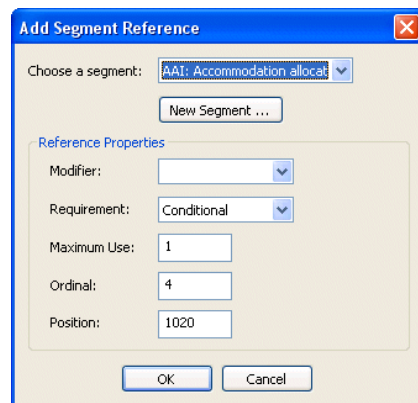 Add Segment Reference
Choose a segment: AAI: Accommodation allocat
New Segment ...
Reference Properties
Modifier:
Requirement: Conditional
Maximum Use: 1
Ordinal: 4
Position: 1020
OK Cancel